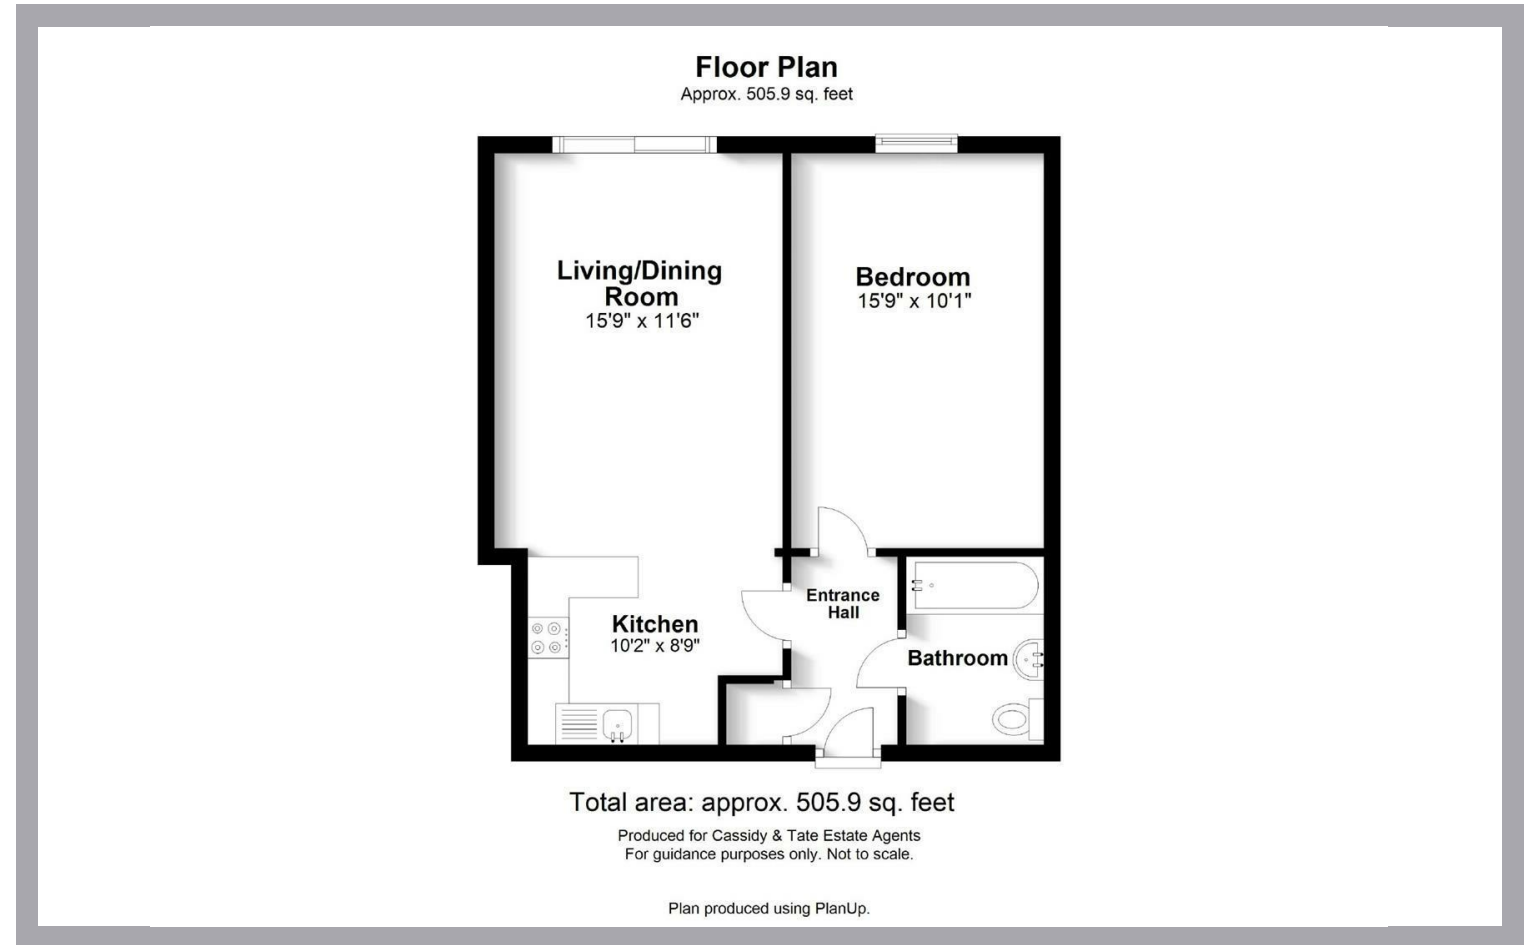 Floor Plan
Approx. 505.9 sq. feet
Living/Dining
Room
15'9" x 11'6"
Bedroom
15'9" x 10'1"
Entrance
Hall
Kitchen
10'2" x 8'9"
Bathroom
Total area: approx. 505.9 sq. feet
Produced for Cassidy & Tate Estate Agents
For guidance purposes only. Not to scale.
Plan produced using PlanUp.